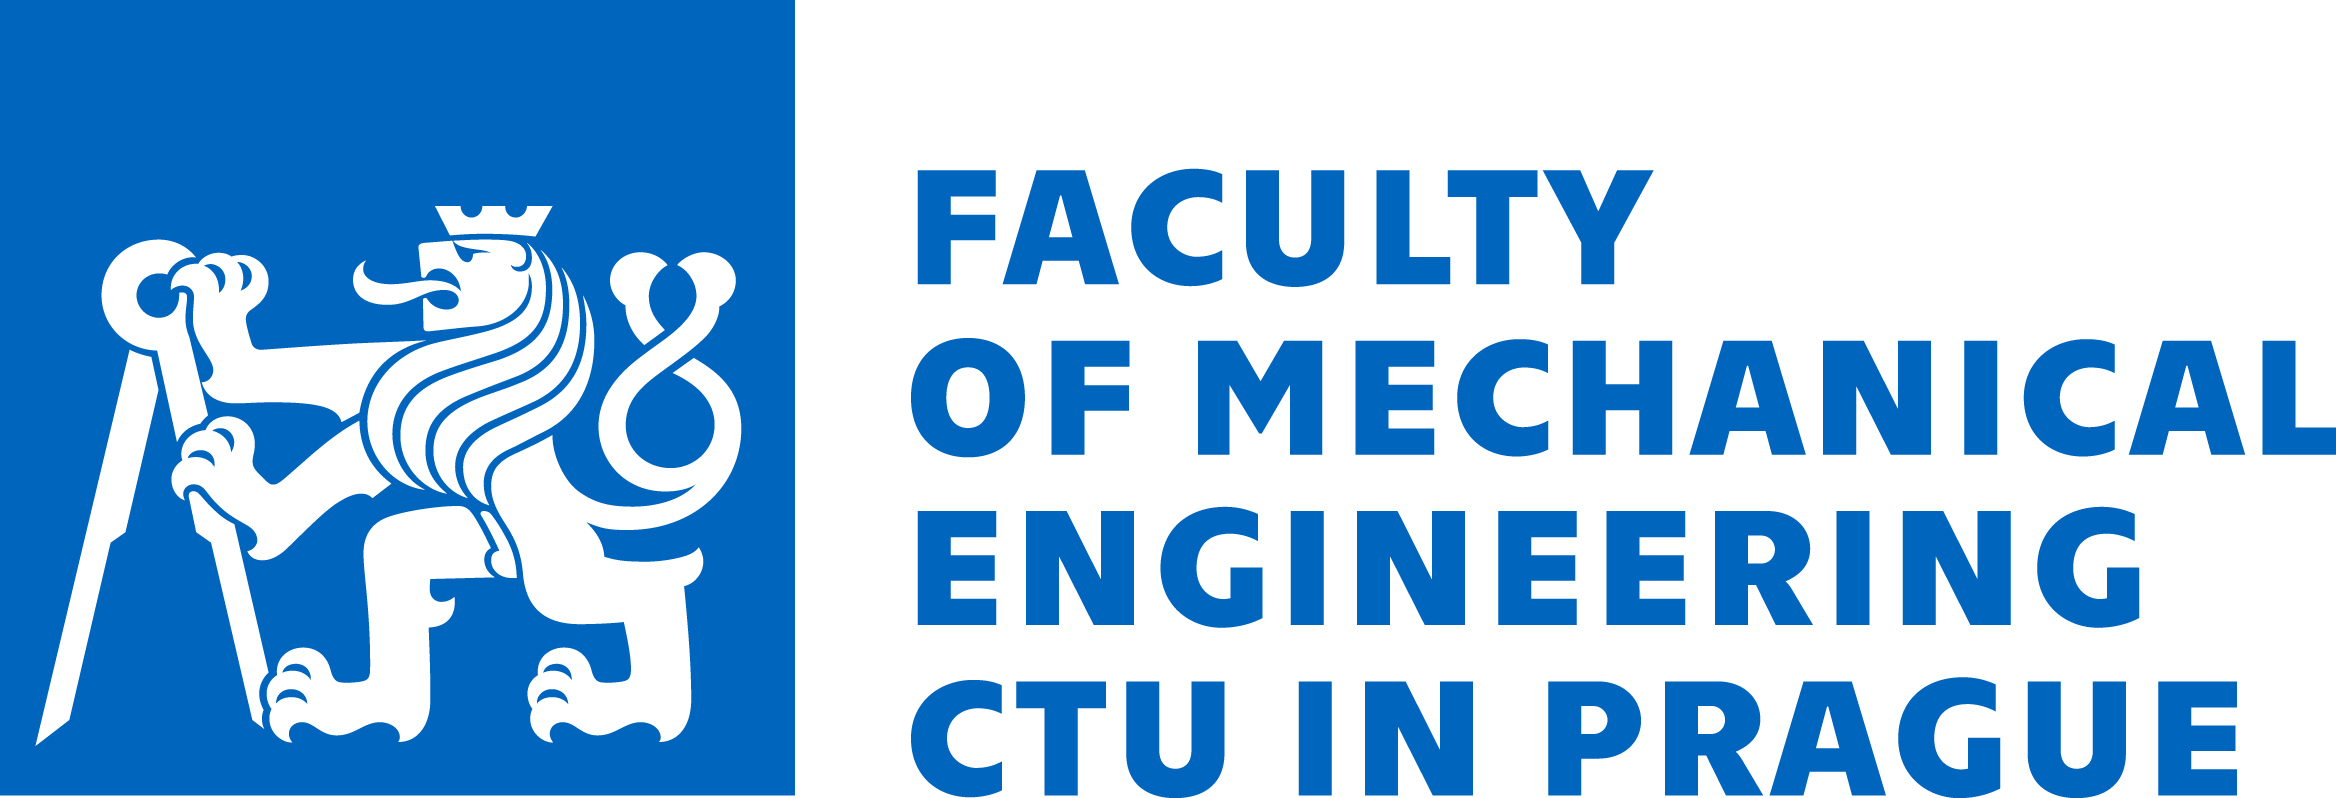 FACULTY
OF MECHANICAL
ENGINEERING
CTU IN PRAGUE